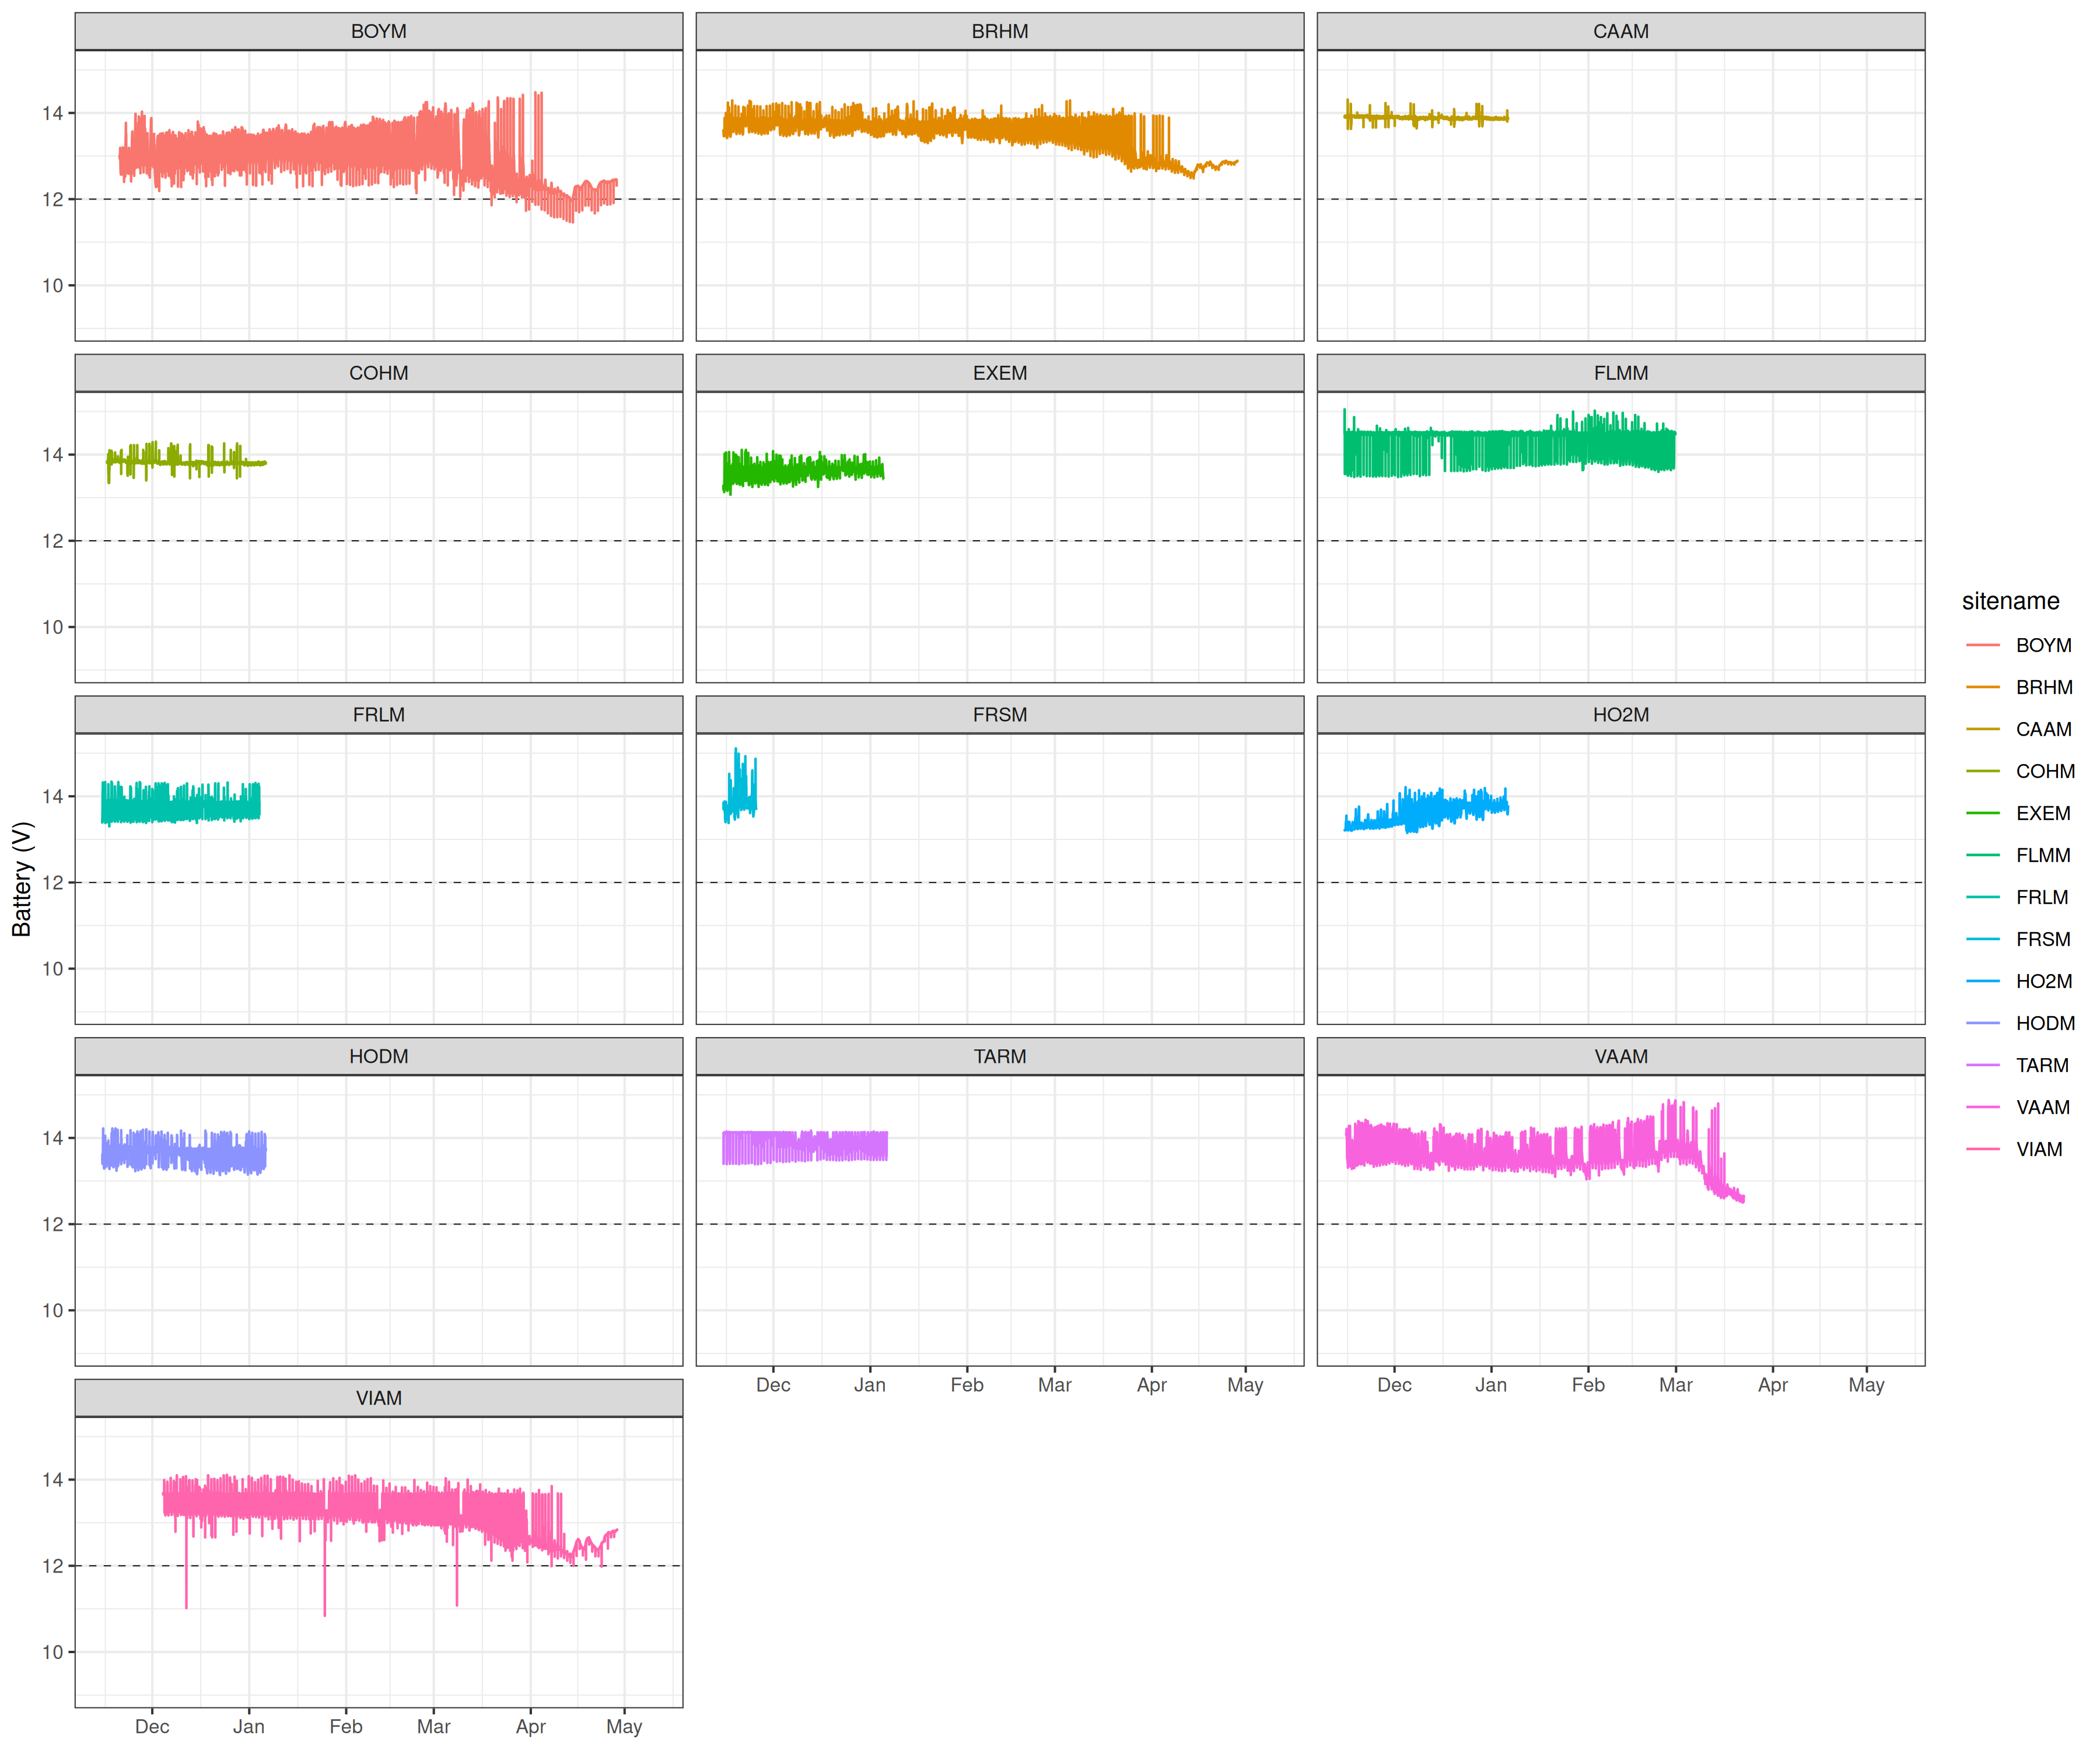 BOYM BRHM CAAM
14
12
10
COHM EXEM FLMM
14
12
10
FRLM FRSM HO2M
14
12
10
HODM TARM VAAM
14
12
10
Dec Jan Feb Mar Apr May Dec Jan Feb Mar Apr May
VIAM
14
12
10
Dec Jan Feb Mar Apr May
Battery (V)
sitename
BOYM
BRHM
CAAM
COHM
EXEM
FLMM
FRLM
FRSM
HO2M
HODM
TARM
VAAM
VIAM